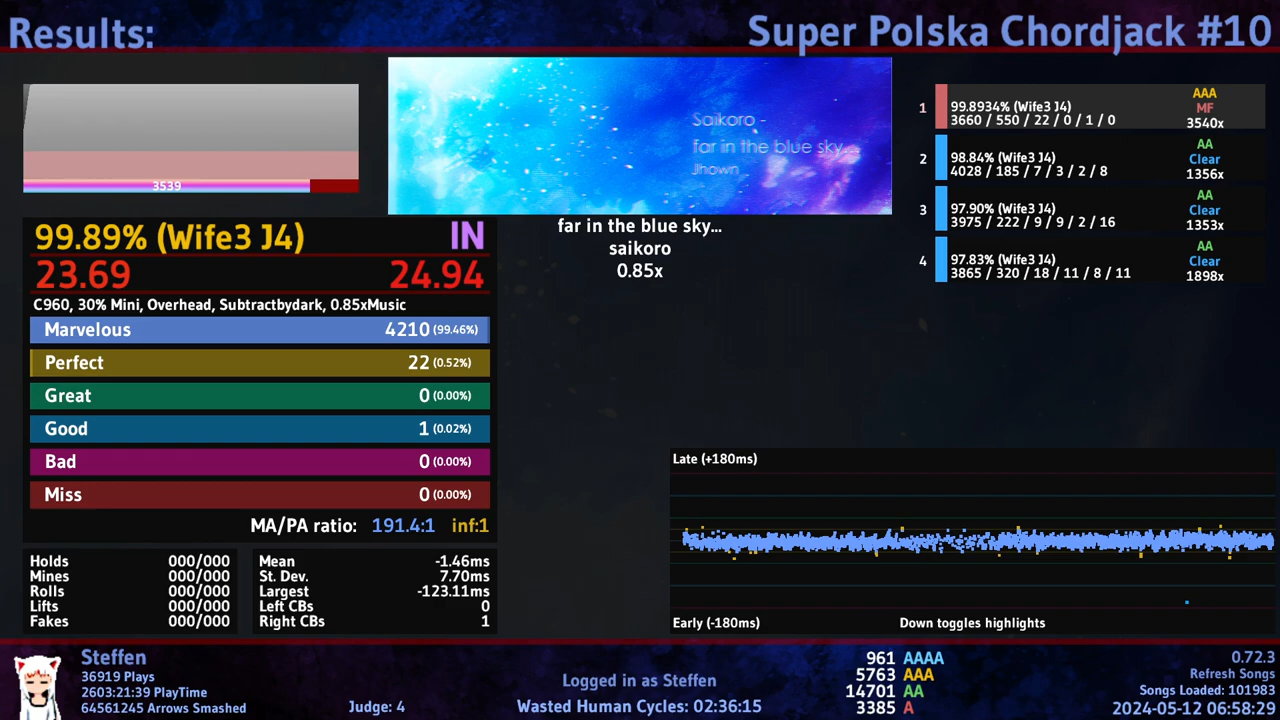 Results:
Super Polska Chordjack #10
3539
Saikoro -
far in the blue sky...
Jhown
99.89% (Wife3 J4) IN
23.69 24.94
C960, 30% Mini, Overhead, Subtractbydark, 0.85xMusic
Marvelous 4210 (99.46%)
Perfect 22 (0.52%)
Great 0 (0.00%)
Good 1 (0.02%)
Bad 0 (0.00%)
Miss 0 (0.00%)
MA/PA ratio: 191.4:1 inf:1
Holds 000/000
Mines 000/000
Rolls 000/000
Lifts 000/000
Fakes 000/000
Mean -1.46ms
St. Dev. 7.70ms
Largest -123.11ms
Left CBs 0
Right CBs 1
far in the blue sky...
saikoro
0.85x
AAA
1 99.8934% (Wife3 J4) MF
3660 / 550 / 22 / 0 / 1 / 0 3540x
AA
2 98.84% (Wife3 J4) Clear
4028 / 185 / 7 / 3 / 2 / 8 1356x
AA
3 97.90% (Wife3 J4) Clear
3975 / 222 / 9 / 9 / 2 / 16 1353x
AA
4 97.83% (Wife3 J4) Clear
3865 / 320 / 18 / 11 / 8 / 11 1898x
Late (+180ms)
Early (-180ms) Down toggles highlights
Steffen
36919 Plays
2603:21:39 PlayTime
64561245 Arrows Smashed
Judge: 4
Logged in as Steffen
Wasted Human Cycles: 02:36:15
961 AAAA
5763 AAA
14701 AA
3385 A
0.72.3
Refresh Songs
Songs Loaded: 101983
2024-05-12 06:58:29